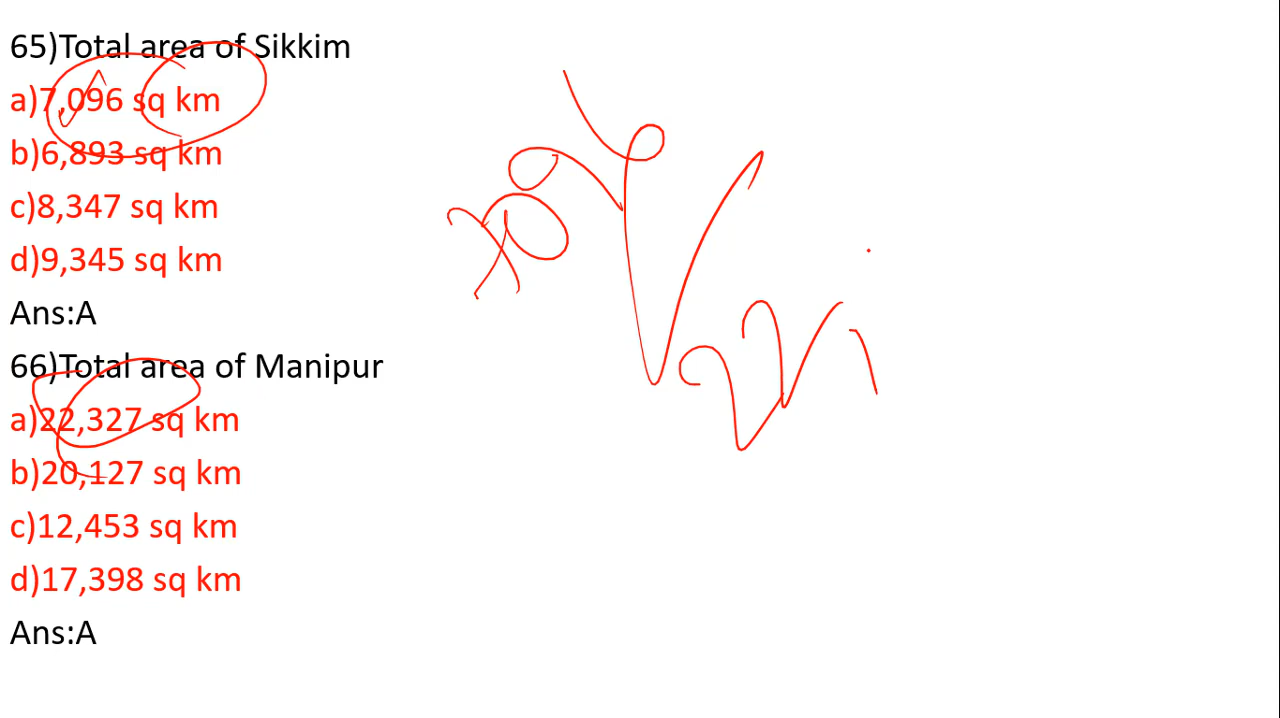 65)Total area of Sikkim
a)7,096 sq km
b)6,893 sq km
c)8,347 sq km
d)9,345 sq km
Ans:A
7096
66)Total area of Manipur
a)22,327 sq km
b)20,127 sq km
c)12,453 sq km
d)17,398 sq km
Ans:A